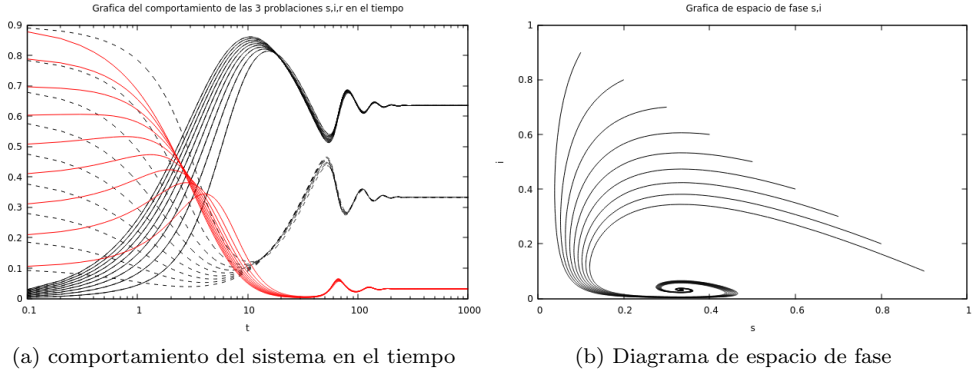 Grafica del comportamiento de las 3 problaciones s,i,r en el tiempo
0.9
0.8
0.7
0.6
0.5
0.4
0.3
0.2
0.1
0
0.1 1 10 100 1000
t
(a) comportamiento del sistema en el tiempo
Grafica de espacio de fase s,i
1
0.8
0.6
i
0.4
0.2
0
0 0.2 0.4 0.6 0.8 1
s
(b) Diagrama de espacio de fase